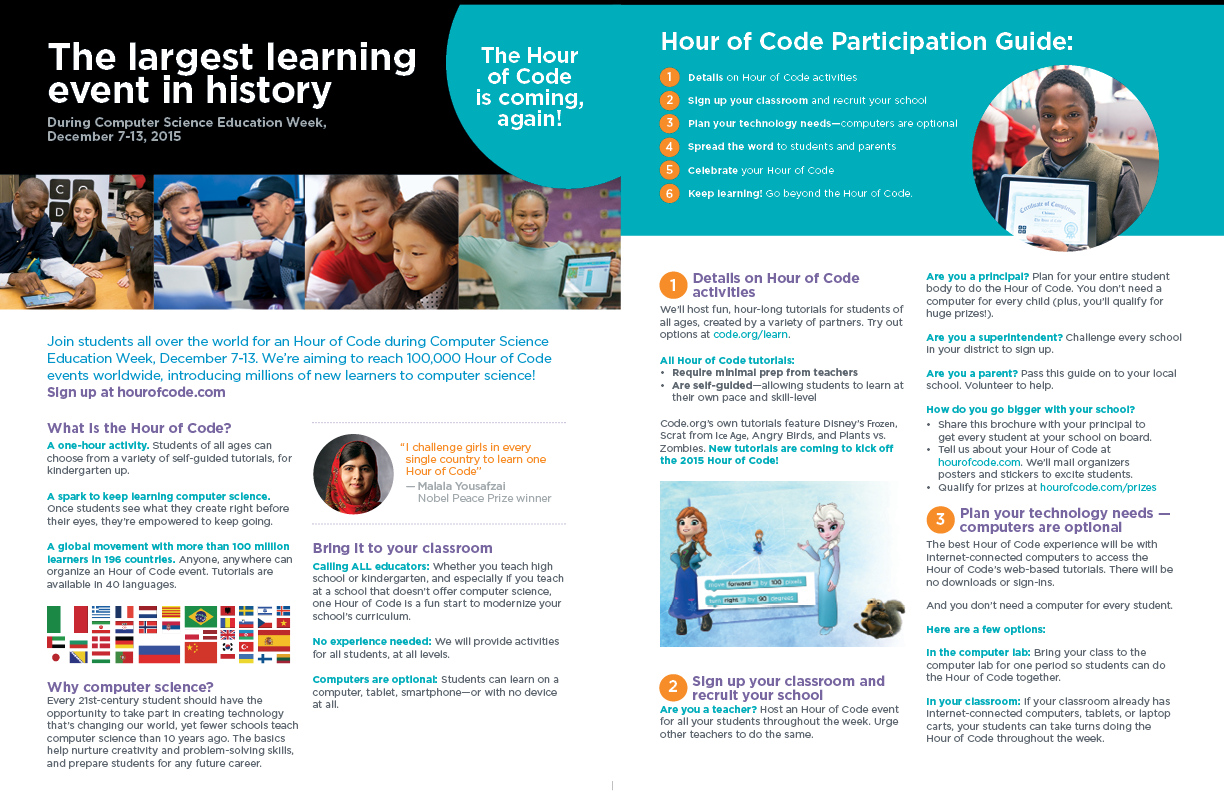 The largest learning
event in history
During Computer Science Education Week,
December 7-13, 2015
The Hour
of Code
is coming,
again!
C O
D
Join students all over the world for an Hour of Code during Computer Science
Education Week, December 7-13. We're aiming to reach 100,000 Hour of Code
events worldwide, introducing millions of new learners to computer science!
Sign up at hourofcode.com
What is the Hour of Code?
A one-hour activity. Students of all ages can
choose from a variety of self-guided tutorials, for
kindergarten up.
A spark to keep learning computer science.
Once students see what they create right before
their eyes, they're empowered to keep going.
A global movement with more than 100 million
learners in 196 countries. Anyone, anywhere can
organize an Hour of Code event. Tutorials are
available in 40 languages.
Why computer science?
Every 21st-century student should have the
opportunity to take part in creating technology
that's changing our world, yet fewer schools teach
computer science than 10 years ago. The basics
help nurture creativity and problem-solving skills,
and prepare students for any future career.
"I challenge girls in every
single country to learn one
Hour of Code"
— Malala Yousafzai
Nobel Peace Prize winner
Bring it to your classroom
Calling ALL educators: Whether you teach high
school or kindergarten, and especially if you teach
at a school that doesn't offer computer science,
one Hour of Code is a fun start to modernize your
school's curriculum.
No experience needed: We will provide activities
for all students, at all levels.
Computers are optional: Students can learn on a
computer, tablet, smartphone—or with no device
at all.
Hour of Code Participation Guide:
1 Details on Hour of Code activities
2 Sign up your classroom and recruit your school
3 Plan your technology needs—computers are optional
4 Spread the word to students and parents
5 Celebrate your Hour of Code
6 Keep learning! Go beyond the Hour of Code.
Certificate of Completion
1 Details on Hour of Code
activities
We'll host fun, hour-long tutorials for students of
all ages, created by a variety of partners. Try out
options at code.org/learn.
All Hour of Code tutorials:
• Require minimal prep from teachers
• Are self-guided—allowing students to learn at
their own pace and skill-level
Code.org's own tutorials feature Disney's Frozen,
Scrat from Ice Age, Angry Birds, and Plants vs.
Zombies. New tutorials are coming to kick off
the 2015 Hour of Code!
move forward by 100 pixels
turn right by 90 degrees
2 Sign up your classroom and
recruit your school
Are you a teacher? Host an Hour of Code event
for all your students throughout the week. Urge
other teachers to do the same.
Are you a principal? Plan for your entire student
body to do the Hour of Code. You don't need a
computer for every child (plus, you'll qualify for
huge prizes!).
Are you a superintendent? Challenge every school
in your district to sign up.
Are you a parent? Pass this guide on to your local
school. Volunteer to help.
How do you go bigger with your school?
• Share this brochure with your principal to
get every student at your school on board.
• Tell us about your Hour of Code at
hourofcode.com. We'll mail organizers
posters and stickers to excite students.
• Qualify for prizes at hourofcode.com/prizes
3 Plan your technology needs —
computers are optional
The best Hour of Code experience will be with
Internet-connected computers to access the
Hour of Code's web-based tutorials. There will be
no downloads or sign-ins.
And you don't need a computer for every student.
Here are a few options:
In the computer lab: Bring your class to the
computer lab for one period so students can do
the Hour of Code together.
In your classroom: If your classroom already has
Internet-connected computers, tablets, or laptop
carts, your students can take turns doing the
Hour of Code throughout the week.